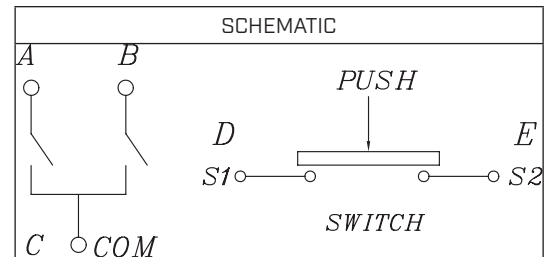 SCHEMATIC
A B
PUSH
D E
S1 S2
SWITCH
C COM